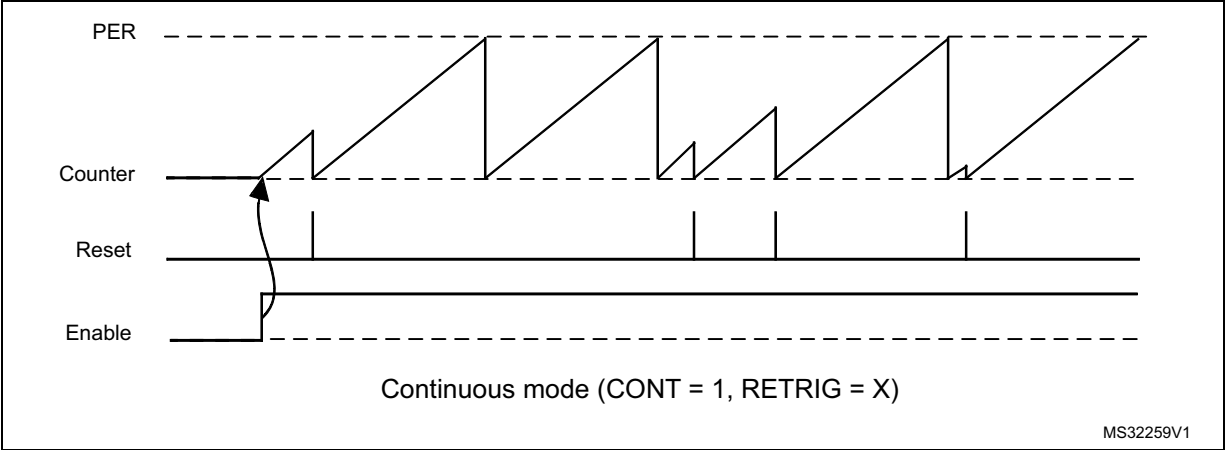 PER
Counter
Reset
Enable
Continuous mode (CONT = 1, RETRIG = X)
MS32259V1